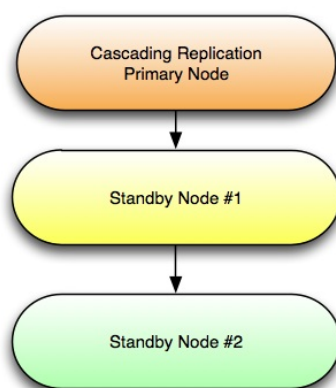 Cascading Replication
Primary Node
Standby Node #1
Standby Node #2